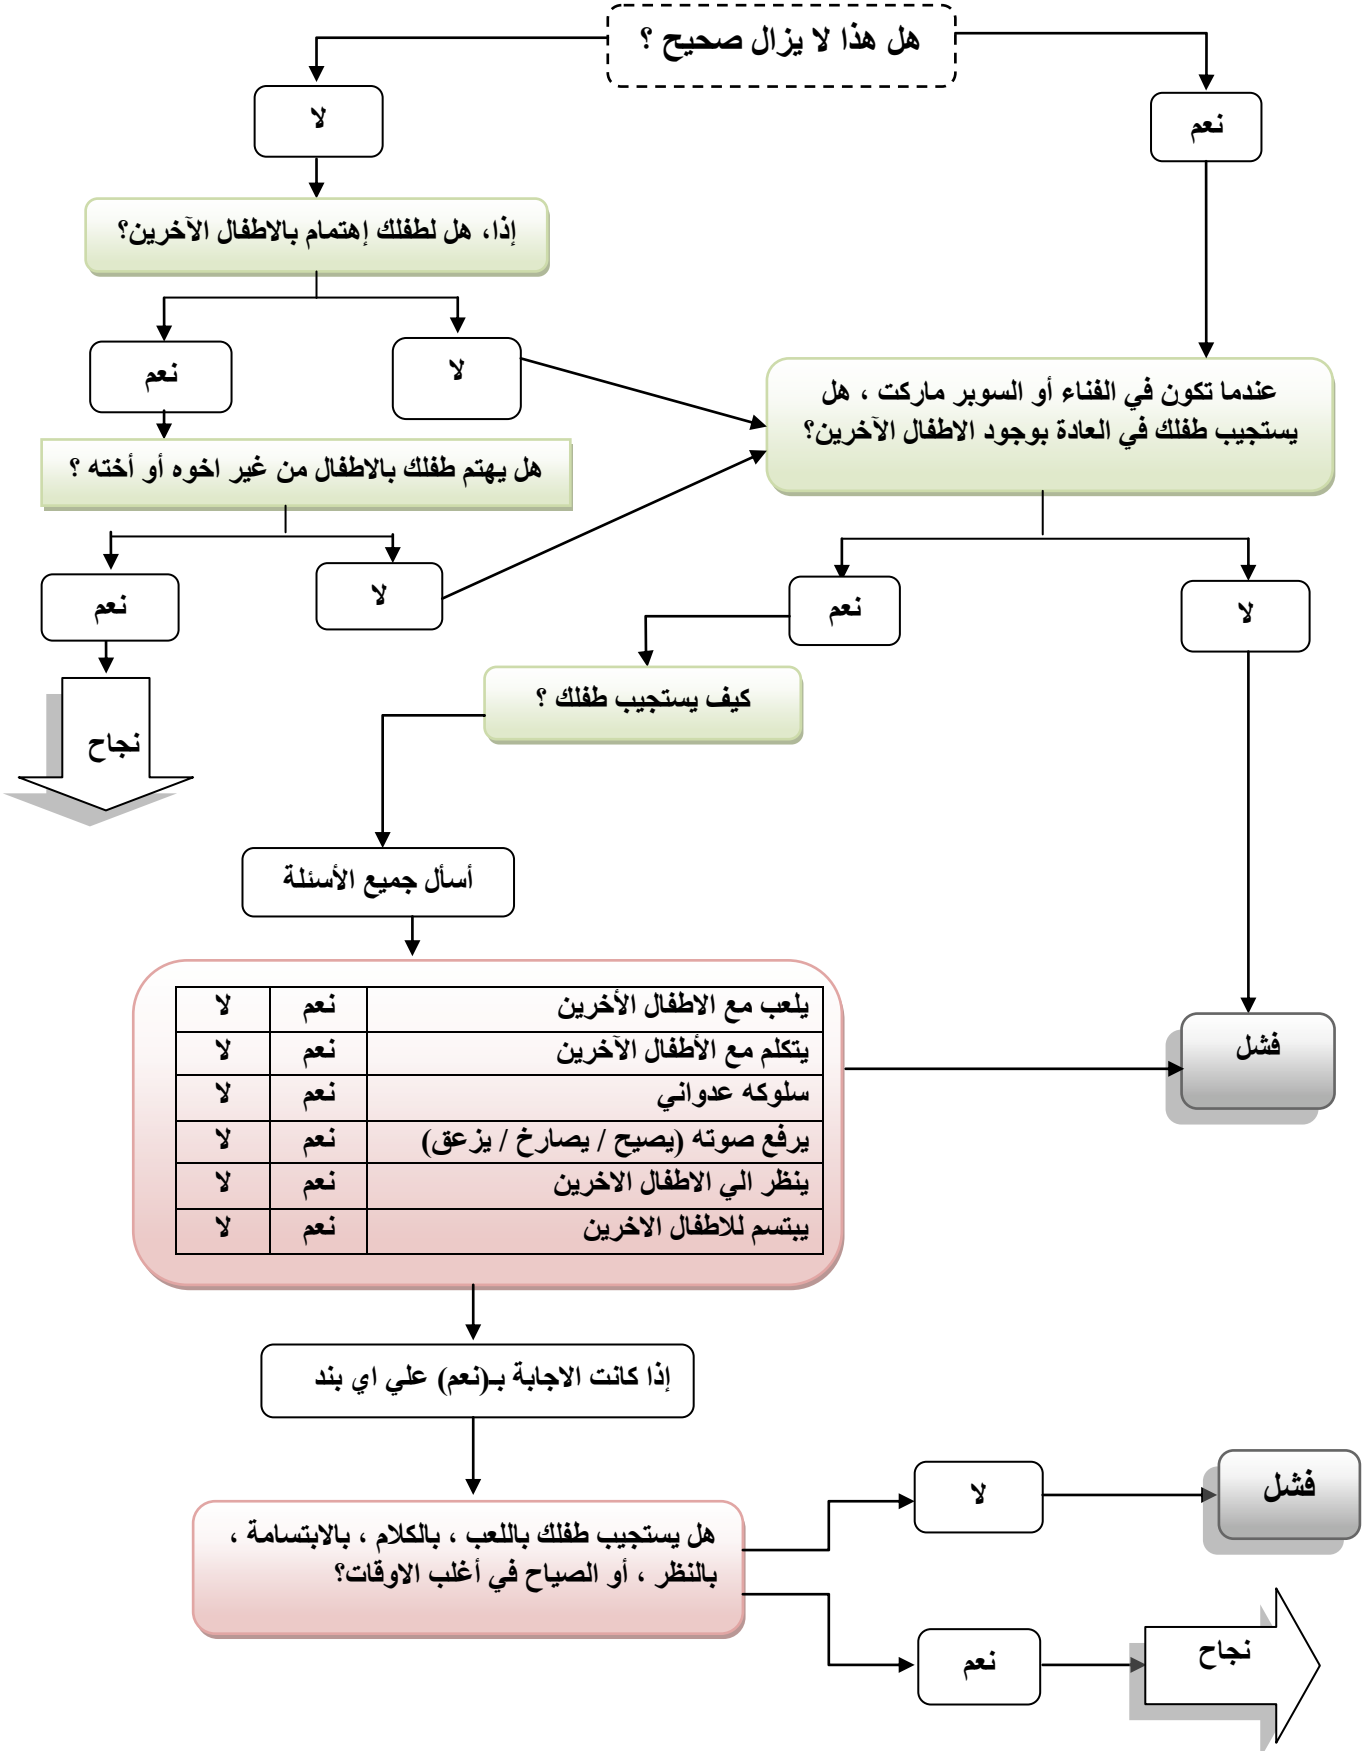 هل هذا لا يزال صحيح ؟
لا
نعم
إذا، هل لطفلك إهتمام بالاطفال الآخرين؟
نعم
لا
عندما تكون في الفناء أو السوبر ماركت ، هل
يستجيب طفلك في العادة بوجود الاطفال الآخرين؟
هل يهتم طفلك بالاطفال من غير اخوه أو أخته ؟
نعم
لا
نعم
لا
نجاح
كيف يستجيب طفلك ؟
أسأل جميع الأسئلة
يلعب مع الاطفال الأخرين نعم لا
يتكلم مع الأطفال الآخرين نعم لا
سلوكه عدواني نعم لا
يرفع صوته (يصيح / يصارخ / يزعق) نعم لا
ينظر الي الاطفال الاخرين نعم لا
يبتسم للاطفال الاخرين نعم لا
فشل
إذا كانت الاجابة بـ(نعم) علي اي بند
هل يستجيب طفلك باللعب ، بالكلام ، بالابتسامة ،
بالنظر ، أو الصياح في أغلب الاوقات؟
لا
فشل
نعم
نجاح